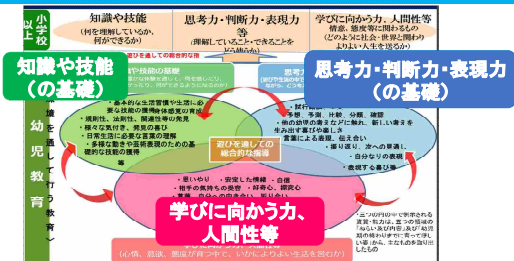 小学校
以上
知識や技能
(何を理解しているか、
何ができるか)
思考力・判断力・表現力
等
(理解していること・できることを
どう使うか)
学びに向かう力、人間性等
情意、態度等に関わるもの
(どのように社会・世界と関わり
よりよい人生を送るか)
知識や技能
(の基礎)
思考力・判断力・表現力
(の基礎)
幼児教育
環境を通して行う教育
・基本的な生活習慣や生活に必
要な技能の獲得 身体感覚の育成
・規則性、法則性、関連性等の発見
・様々な気付き、発見の喜び
・日常生活に必要な言葉の理解
・多様な動きや芸術表現のための基
礎的な技能の獲得
等
遊びを通しての
総合的な指導
予想、予測、比較、分類、確認
・他の幼児の考えなどに触れ、新しい考えを
生み出す喜びや楽しさ
・言葉による表現、伝え合い
・振り返り、次への見通し
・自分なりの表現
・表現する喜び等
・思いやり ・安定した情緒 ・自信
・相手の気持ちの受容 ・好奇心、探究心
学びに向かう力、
人間性等
(心情、意欲、態度が育つ中で、いかによりよい生活を営むか)